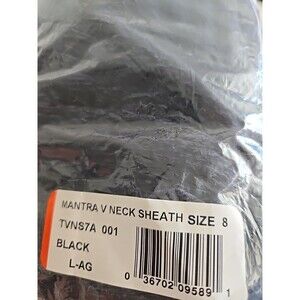 MANTRA V NECK SHEATH SIZE 8
TVNS7A 001
BLACK
L-AG
0 36702 09589 1